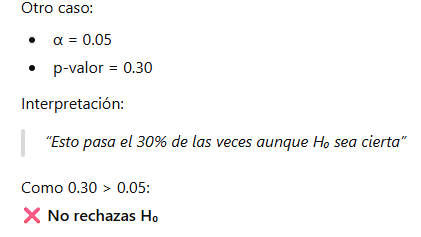 Otro caso:
• α = 0.05
• p-valor = 0.30
Interpretación:
“Esto pasa el 30% de las veces aunque H₀ sea cierta”
Como 0.30 > 0.05:
❌ No rechazas H₀